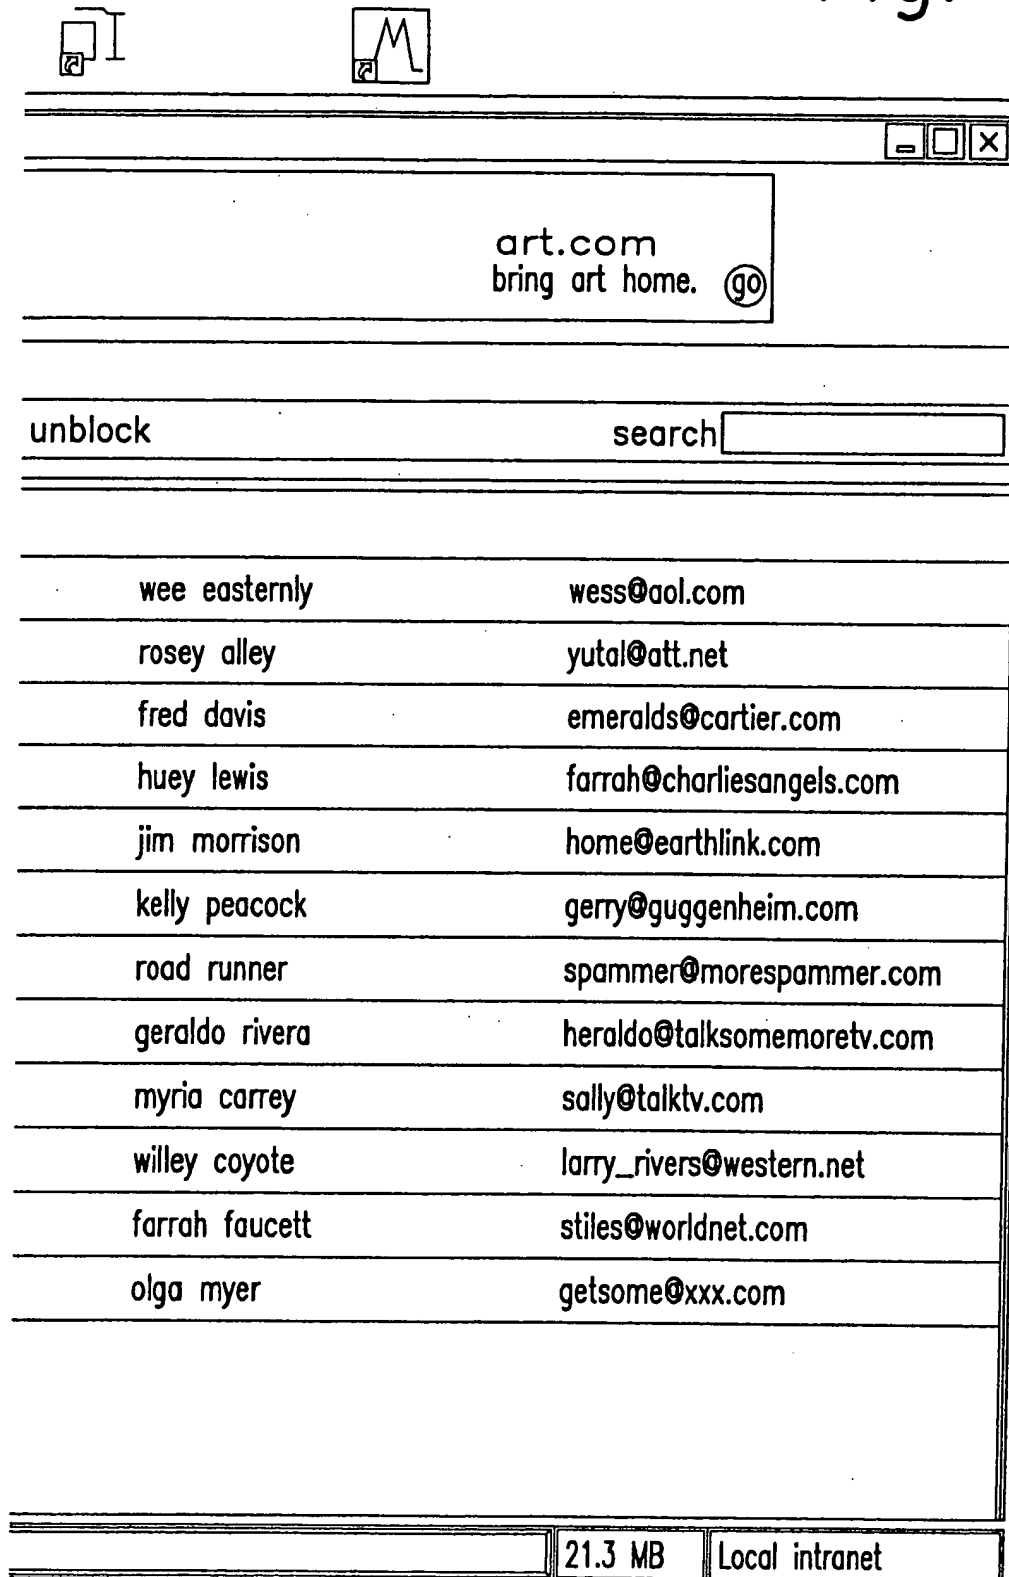 M
art.com
bring art home. go
unblock search
wee easternly wess@aol.com
rosey alley yutal@att.net
fred davis emeralds@cartier.com
huey lewis farrah@charliesangels.com
jim morrison home@earthlink.com
kelly peacock gerry@guggenheim.com
road runner spammer@morespammer.com
geraldo rivera heraldo@talksomemoretv.com
myria carrey sally@talktv.com
willey coyote larry_rivers@western.net
farrah faucett stiles@worldnet.com
olga myer getsome@xxx.com
21.3 MB Local intranet